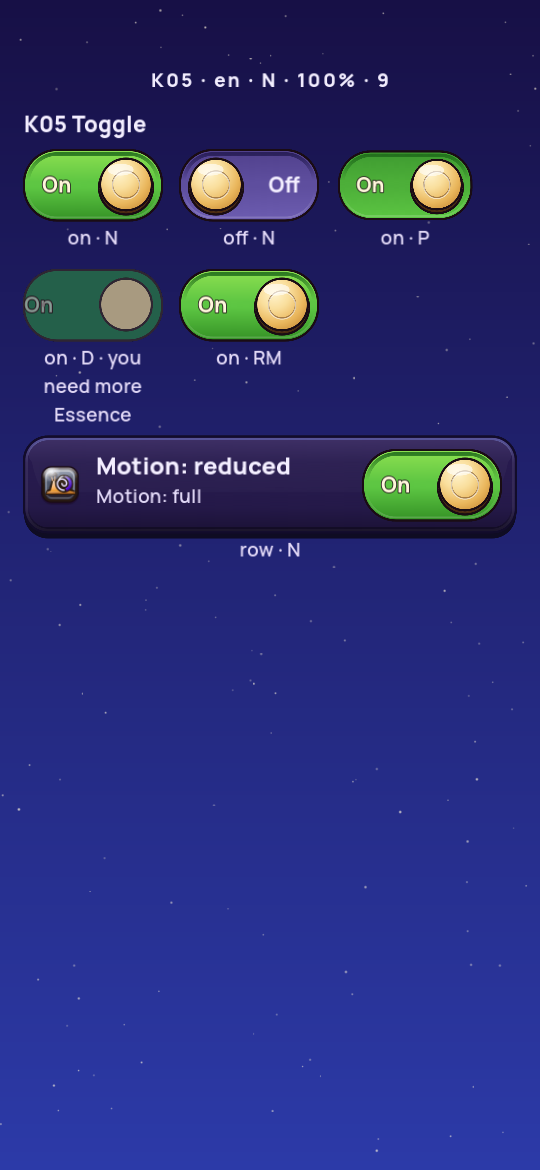 K05 · en · N · 100% · 9
K05 Toggle
On
Off
On
on · N
off · N
on · P
On
On
on · D · you
need more
Essence
on · RM
Motion: reduced
Motion: full
On
row · N